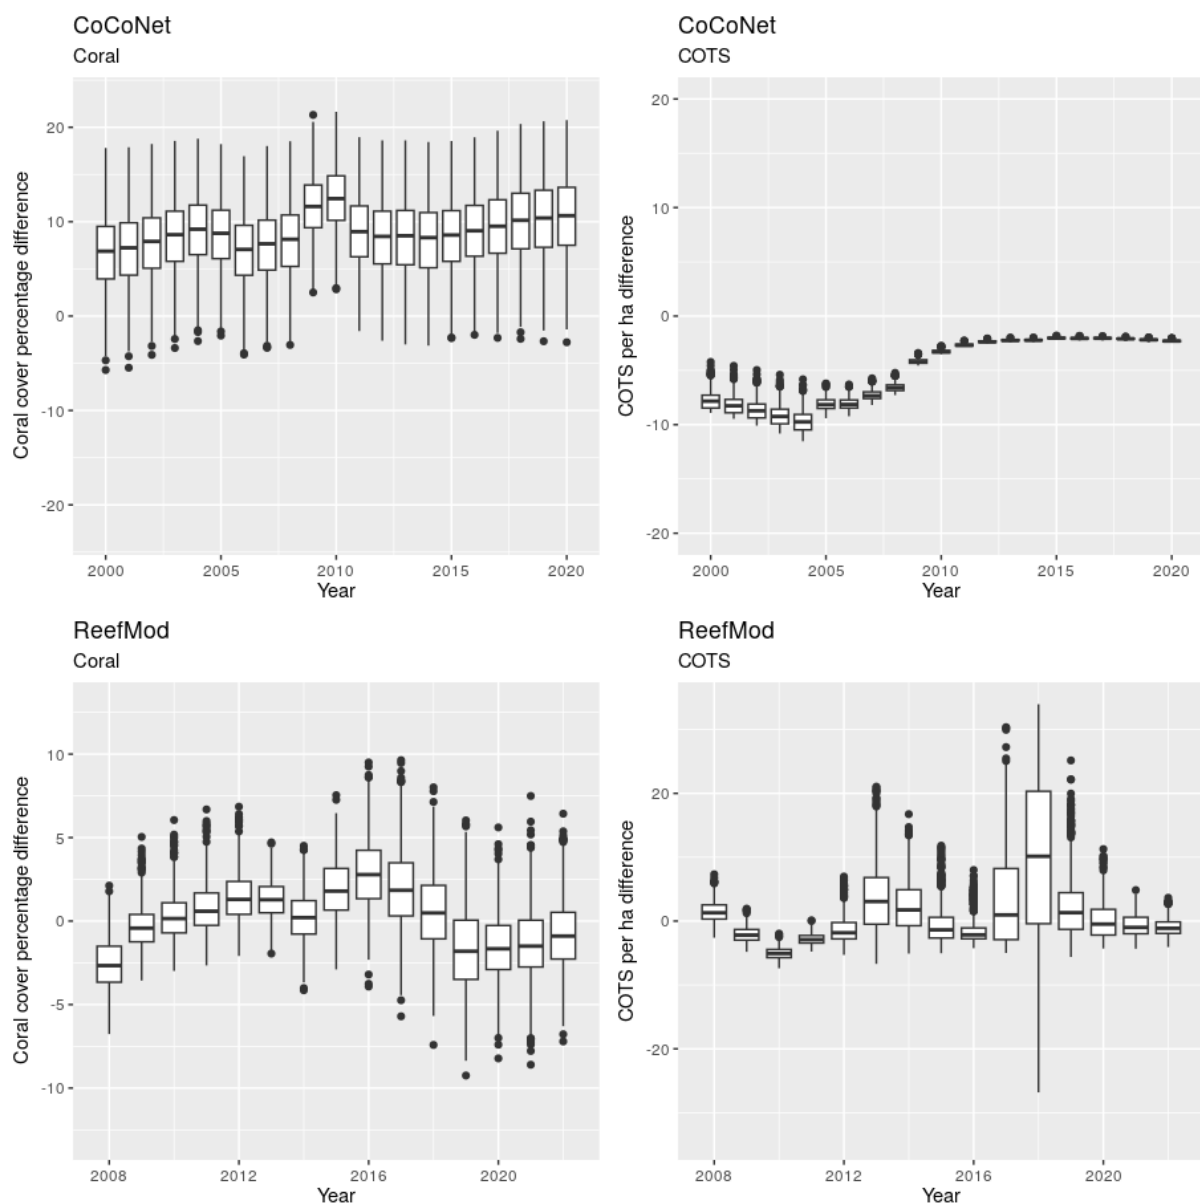 CoCoNet
Coral
Coral cover percentage difference
20
10
0
-10
-20
2000 2005 2010 2015 2020
Year
CoCoNet
COTS
COTS per ha difference
20
10
0
-10
-20
2000 2005 2010 2015 2020
Year
ReefMod
Coral
Coral cover percentage difference
10
5
0
-5
-10
2008 2012 2016 2020
Year
ReefMod
COTS
COTS per ha difference
20
0
-20
2008 2012 2016 2020
Year